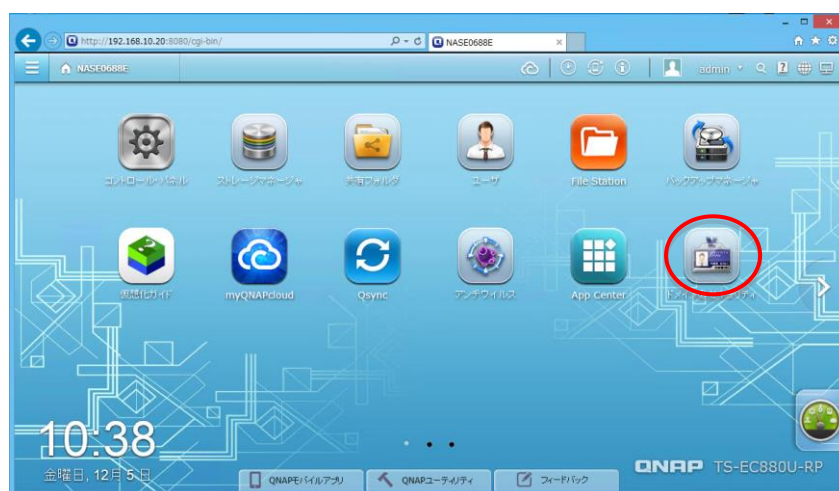 http://192.168.10.20:8080/cgi-bin/
NASE0688E
NASE0688E
admin
コントロール・パネル
ストレージマネージャ
共有フォルダ
ユーザ
File Station
バックアップマネージャ
仮想化ガイド
myQNAPcloud
Qsync
アンチウィルス
App Center
10:38
金曜日, 12月 5 日
QNAPモバイルアプリ
QNAPユーティリティ
フィードバック
QNAP TS-EC880U-RP